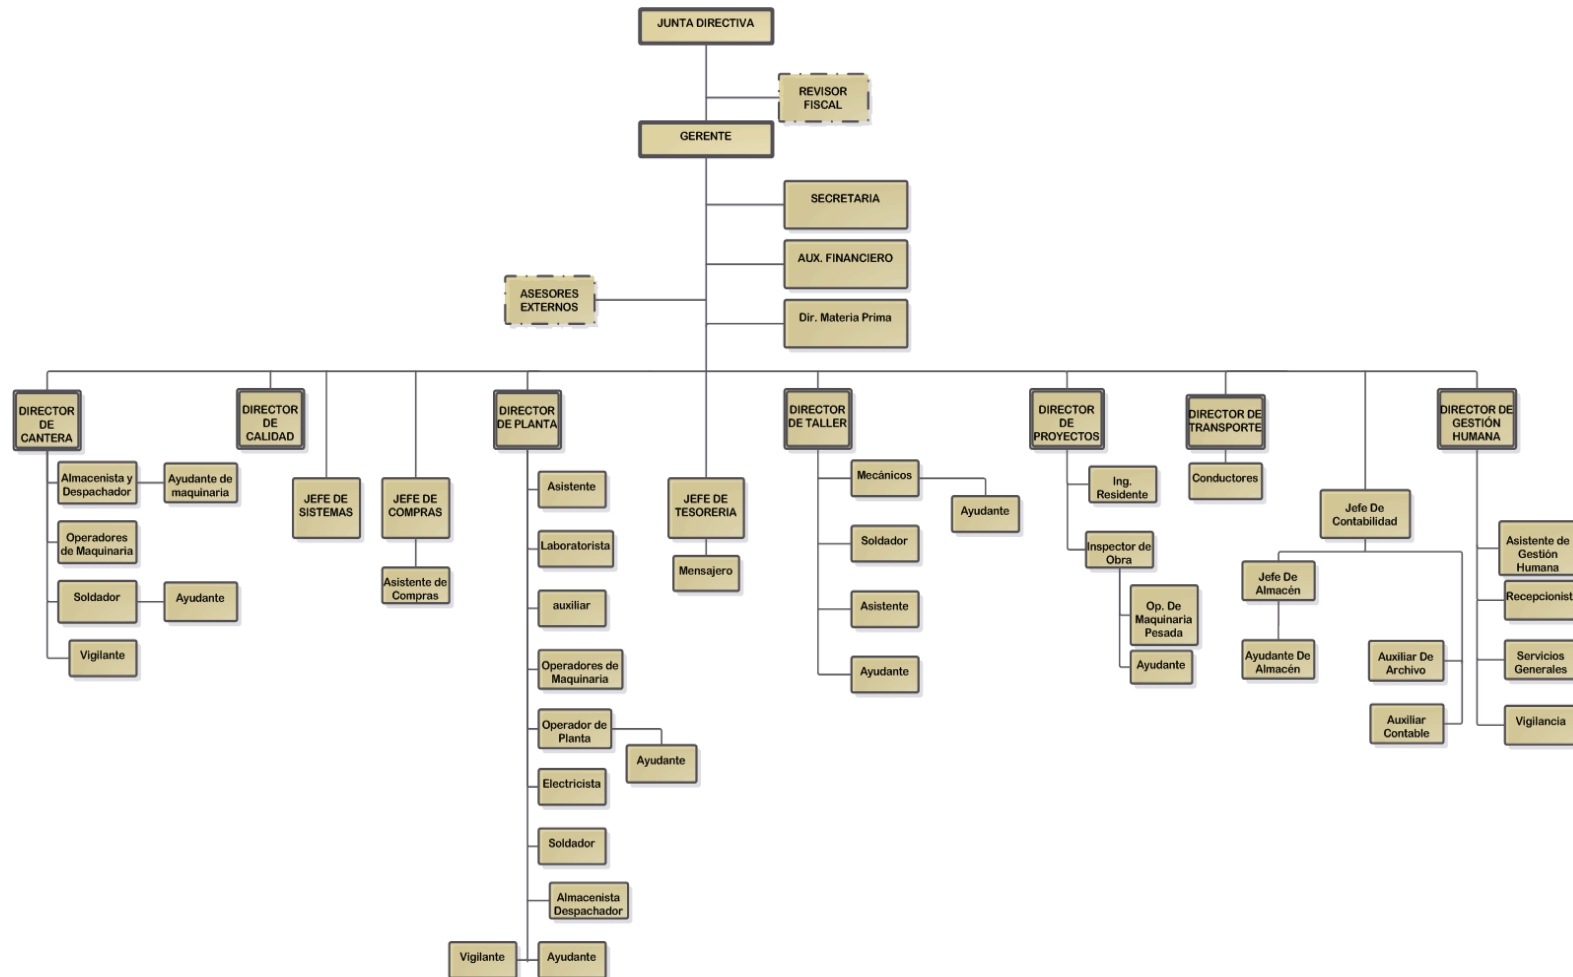 JUNTA DIRECTIVA
REVISOR
FISCAL
GERENTE
SECRETARIA
AUX. FINANCIERO
ASESORES
EXTERNOS
Dir. Materia Prima
DIRECTOR
DE
CANTERA
DIRECTOR
DE
CALIDAD
DIRECTOR
DE PLANTA
DIRECTOR
DE TALLER
DIRECTOR
DE
PROYECTOS
DIRECTOR DE
TRANSPORTE
DIRECTOR DE
GESTIÓN
HUMANA
Almacenista y
Despachador
Ayudante de
maquinaria
Operadores
de Maquinaria
Soldador
Ayudante
Vigilante
JEFE DE
SISTEMAS
JEFE DE
COMPRAS
Asistente de
Compras
Asistente
Laboratorista
auxiliar
Operadores de
Maquinaria
Operador de
Planta
Ayudante
Electricista
Soldador
Almacenista
Despachador
Vigilante
Ayudante
JEFE DE
TESORERIA
Mensajero
Mecánicos
Ayudante
Soldador
Asistente
Ayudante
Ing.
Residente
Inspector de
Obra
Op. De
Maquinaria
Pesada
Ayudante
Conductores
Jefe De
Contabilidad
Jefe De
Almacén
Ayudante De
Almacén
Auxiliar De
Archivo
Auxiliar
Contable
Asistente de
Gestión
Humana
Recepcionist
Servicios
Generales
Vigilancia